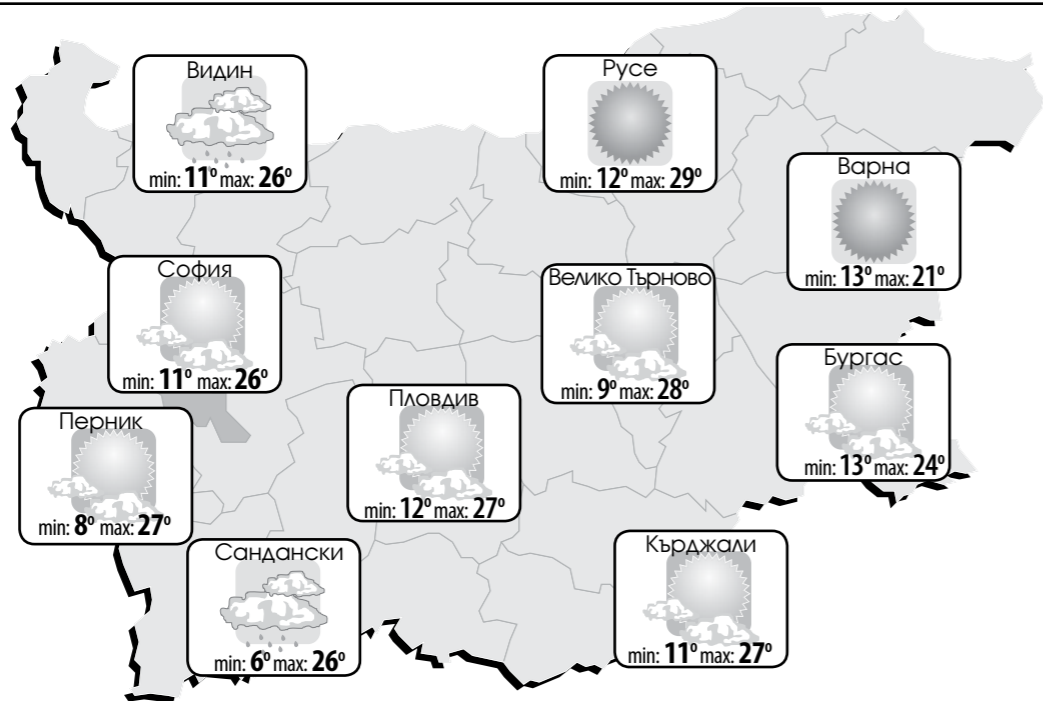 Видин
min: 11° max: 26°
Русе
min: 12° max: 29°
Варна
min: 13° max: 21°
София
min: 11° max: 26°
Велико Търново
min: 9° max: 28°
Бургас
min: 13° max: 24°
Перник
min: 8° max: 27°
Пловдив
min: 12° max: 27°
Сандански
min: 6° max: 26°
Кърджали
min: 11° max: 27°